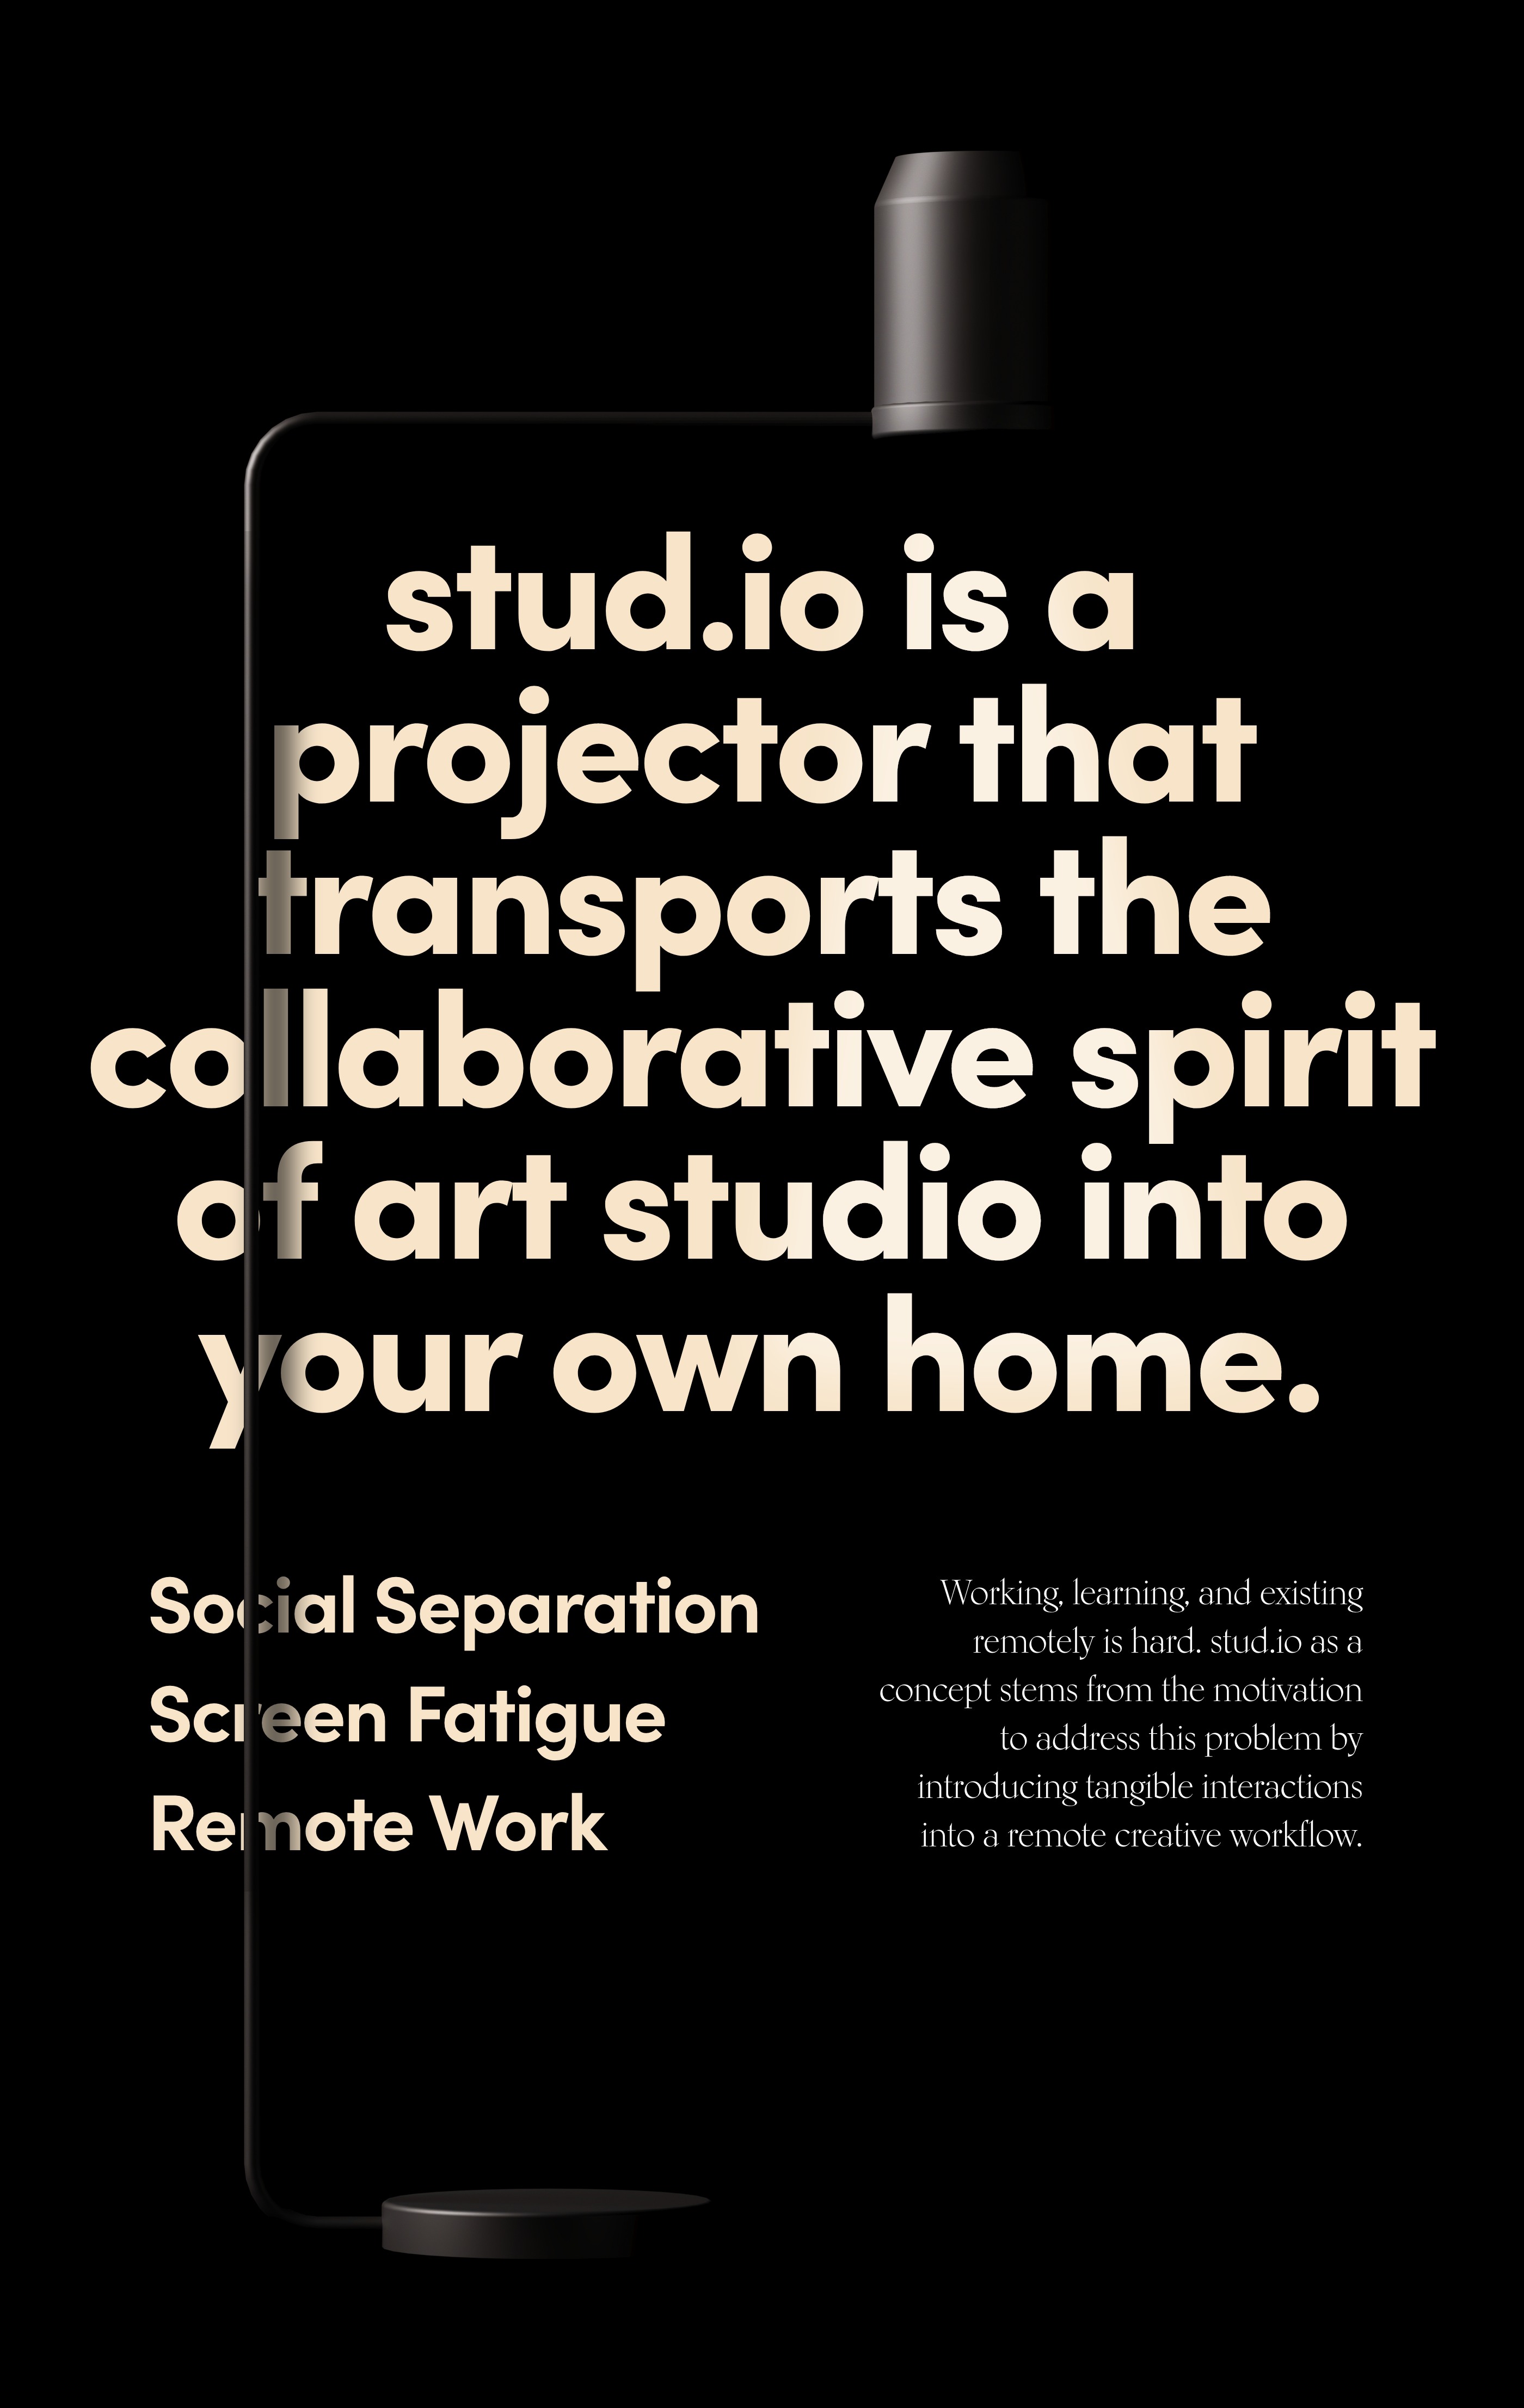 stud.io is a
projector that
transports the
collaborative spirit
of art studio into
your own home.
Social Separation
Screen Fatigue
Remote Work
Working, learning, and existing
remotely is hard. stud.io as a
concept stems from the motivation
to address this problem by
introducing tangible interactions
into a remote creative workflow.